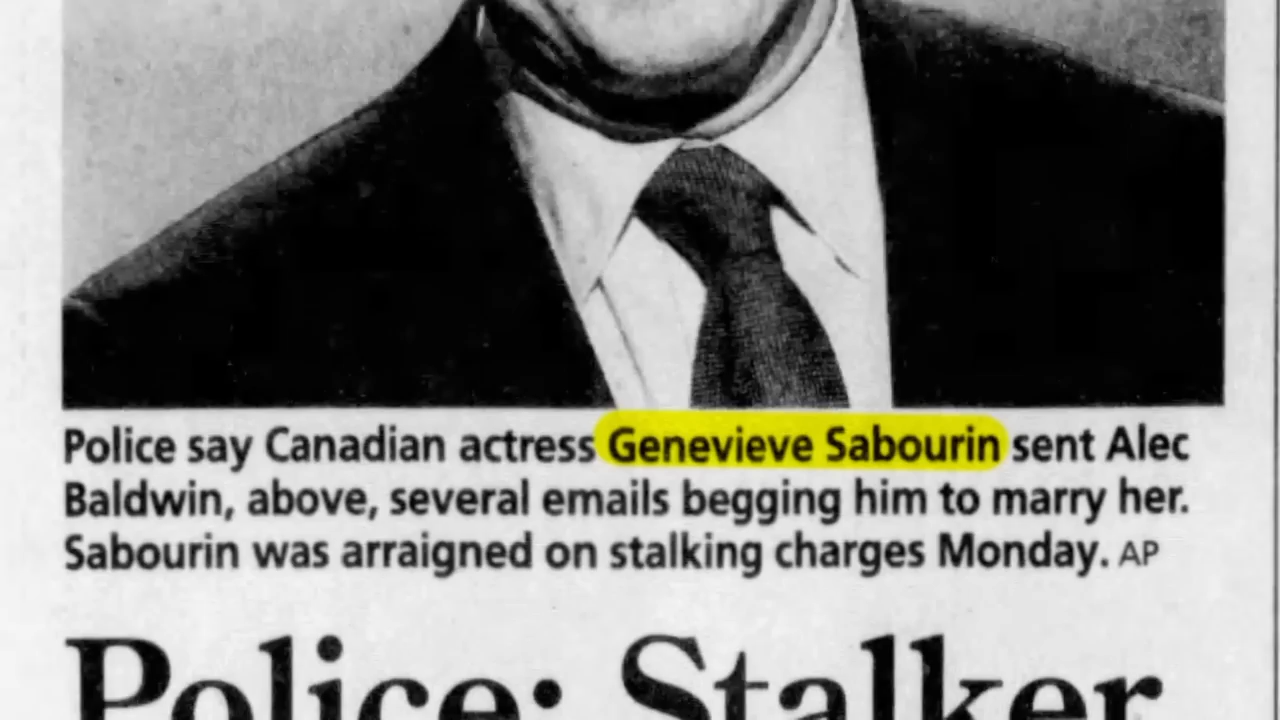 Police say Canadian actress Genevieve Sabourin sent Alec
Baldwin, above, several emails begging him to marry her.
Sabourin was arraigned on stalking charges Monday. AP
Police: Stalker